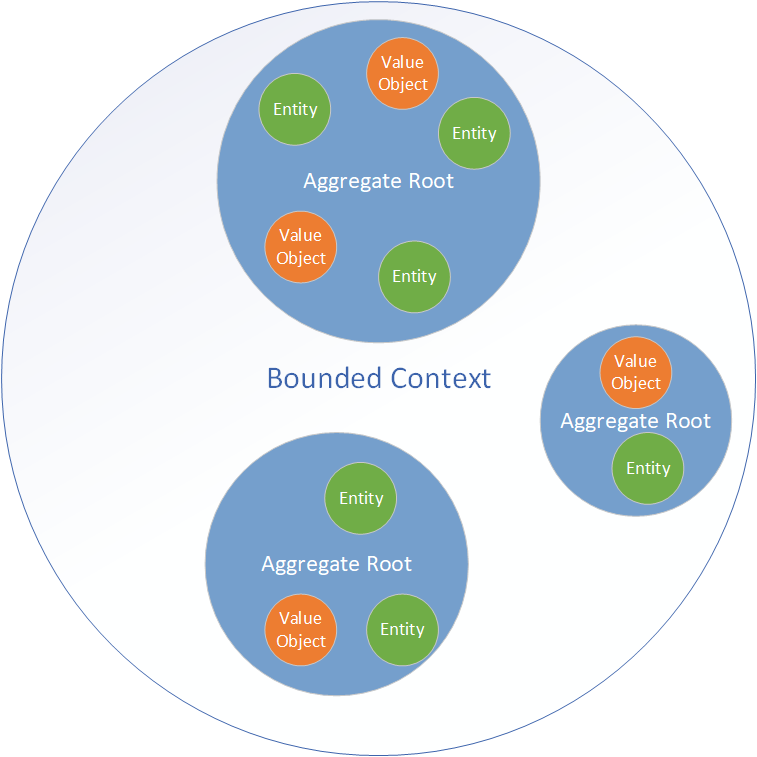 Value
Object
Entity
Entity
Aggregate Root
Value
Object
Entity
Bounded Context
Value
Object
Aggregate Root
Entity
Entity
Aggregate Root
Value
Object
Entity